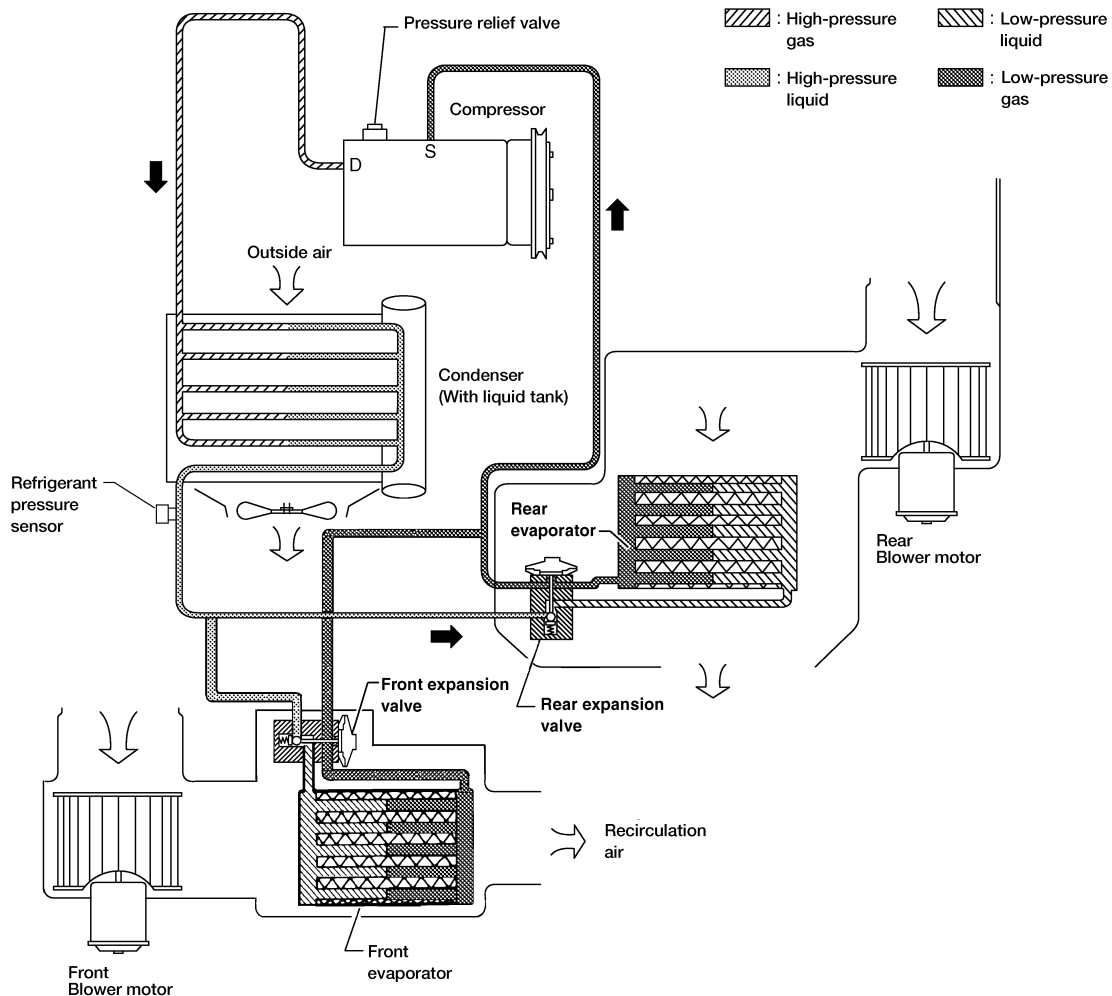 Pressure relief valve
: High-pressure
gas
: Low-pressure
liquid
: High-pressure
liquid
: Low-pressure
gas
Compressor
S
D
Outside air
Condenser
(With liquid tank)
Refrigerant
pressure
sensor
Rear
evaporator
Rear
Blower motor
Front expansion
valve
Rear expansion
valve
Recirculation
air
Front
evaporator
Front
Blower motor